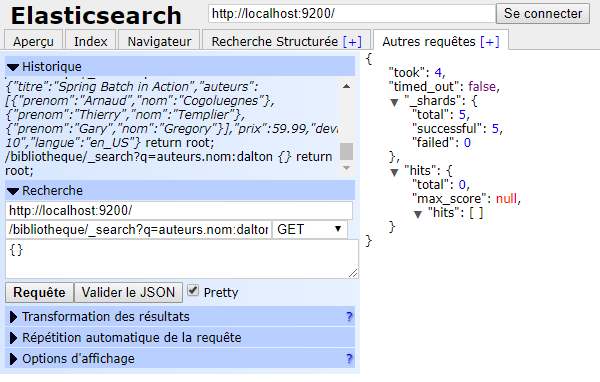 Elasticsearch
http://localhost:9200/ Se connecter
Aperçu Index Navigateur Recherche Structurée [+] Autres requêtes [+]
Historique
{"titre":"Spring Batch in Action","auteurs":
[{"prenom":"Arnaud","nom":"Cogoluegnes"},
{"prenom":"Thierry","nom":"Templier"},
{"prenom":"Gary","nom":"Gregory"}],"prix":59.99,"devi
10","langue":"en_US"} return root;
/bibliotheque/_search?q=auteurs.nom:dalton {} return
root;
Recherche
http://localhost:9200/
/bibliotheque/_search?q=auteurs.nom:dalton GET
{}
Requête Valider le JSON Pretty
Transformation des résultats ?
Répétition automatique de la requête
Options d'affichage ?
{
"took": 4,
"timed_out": false,
"_shards": {
"total": 5,
"successful": 5,
"failed": 0
},
"hits": {
"total": 0,
"max_score": null,
"hits": [ ]
}
}